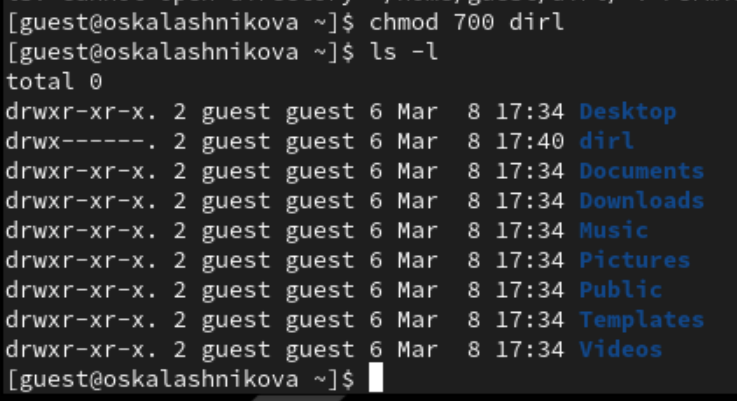 [guest@oskalashnikova ~]$ chmod 700 dirl
[guest@oskalashnikova ~]$ ls -l
total 0
drwxr-xr-x. 2 guest guest 6 Mar  8 17:34 Desktop
drwx------. 2 guest guest 6 Mar  8 17:40 dirl
drwxr-xr-x. 2 guest guest 6 Mar  8 17:34 Documents
drwxr-xr-x. 2 guest guest 6 Mar  8 17:34 Downloads
drwxr-xr-x. 2 guest guest 6 Mar  8 17:34 Music
drwxr-xr-x. 2 guest guest 6 Mar  8 17:34 Pictures
drwxr-xr-x. 2 guest guest 6 Mar  8 17:34 Public
drwxr-xr-x. 2 guest guest 6 Mar  8 17:34 Templates
drwxr-xr-x. 2 guest guest 6 Mar  8 17:34 Videos
[guest@oskalashnikova ~]$